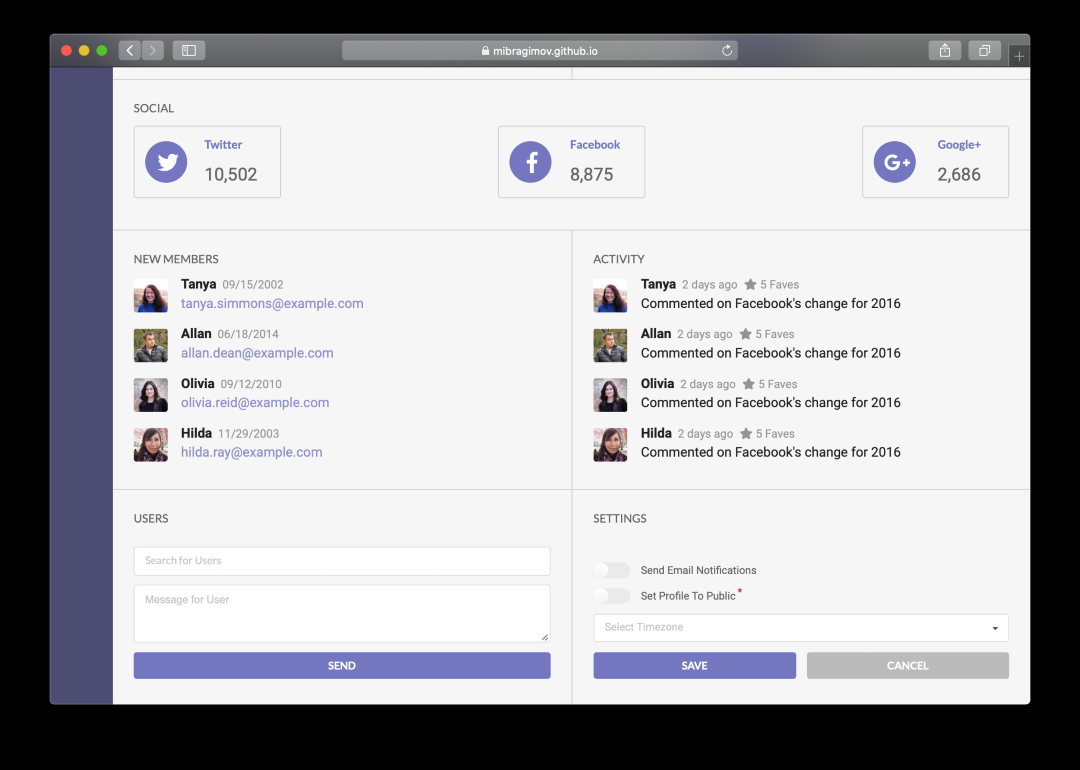 mibragimov.github.io
SOCIAL
Twitter
10,502
Facebook
8,875
G+
Google+
2,686
NEW MEMBERS
Tanya 09/15/2002
tanya.simmons@example.com
Allan 06/18/2014
allan.dean@example.com
Olivia 09/12/2010
olivia.reid@example.com
Hilda 11/29/2003
hilda.ray@example.com
ACTIVITY
Tanya 2 days ago 5 Faves
Commented on Facebook's change for 2016
Allan 2 days ago 5 Faves
Commented on Facebook's change for 2016
Olivia 2 days ago 5 Faves
Commented on Facebook's change for 2016
Hilda 2 days ago 5 Faves
Commented on Facebook's change for 2016
USERS
Search for Users
Message for User
SEND
SETTINGS
Send Email Notifications
Set Profile To Public*
Select Timezone
SAVE
CANCEL